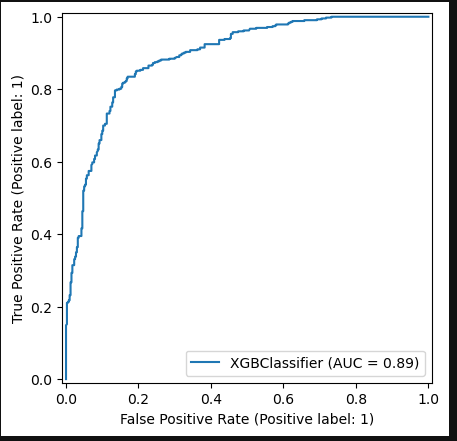 1.0
0.8
0.6
0.4
0.2
0.0
True Positive Rate (Positive label: 1)
XGBClassifier (AUC = 0.89)
0.0 0.2 0.4 0.6 0.8 1.0
False Positive Rate (Positive label: 1)